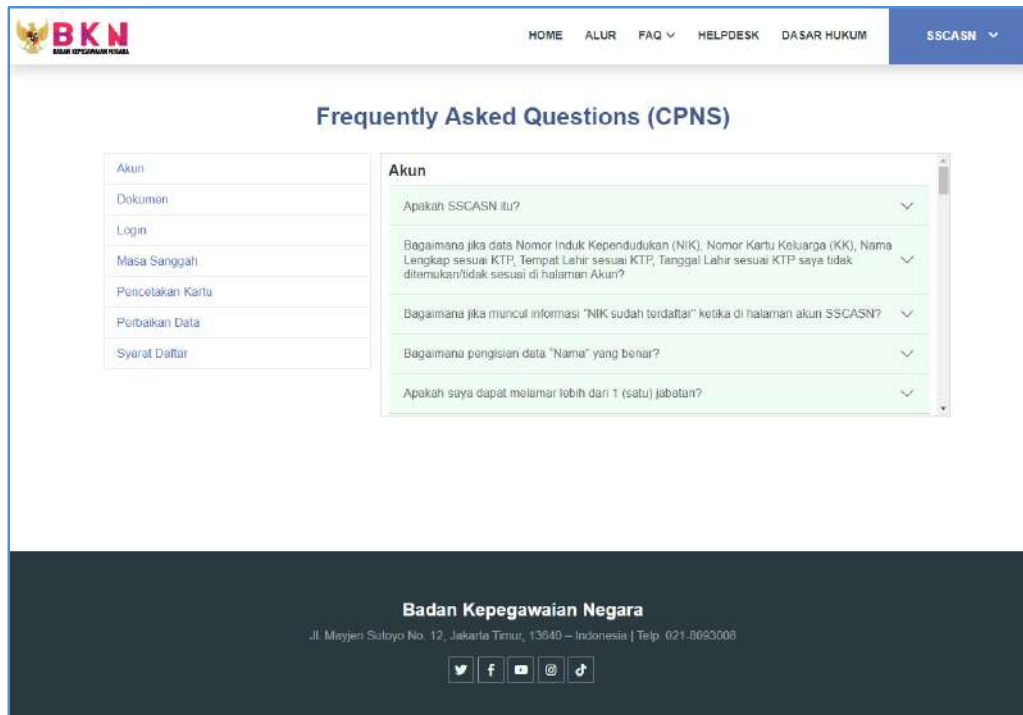 BKN
BADAN KEPEGAWAIAN NEGARA
HOME ALUR FAQ HELPDESK DASAR HUKUM SSCASN
Frequently Asked Questions (CPNS)
Akun
Dokumen
Login
Masa Sanggah
Pencetakan Kartu
Perbaikan Data
Syarat Daftar
Akun
Apakah SSCASN itu?
Bagaimana jika data Nomor Induk Kependudukan (NIK), Nomor Kartu Keluarga (KK), Nama
Lengkap sesuai KTP, Tempat Lahir sesuai KTP, Tanggal Lahir sesuai KTP saya tidak
ditemukan/tidak sesuai di halaman Akun?
Bagaimana jika muncul informasi "NIK sudah terdaftar" ketika di halaman akun SSCASN?
Bagaimana pengisian data "Nama" yang benar?
Apakah saya dapat melamar lebih dari 1 (satu) jabatan?
Badan Kepegawaian Negara
Jl. Mayjen Sutoyo No. 12, Jakarta Timur, 13640 – Indonesia | Telp. 021-8093008